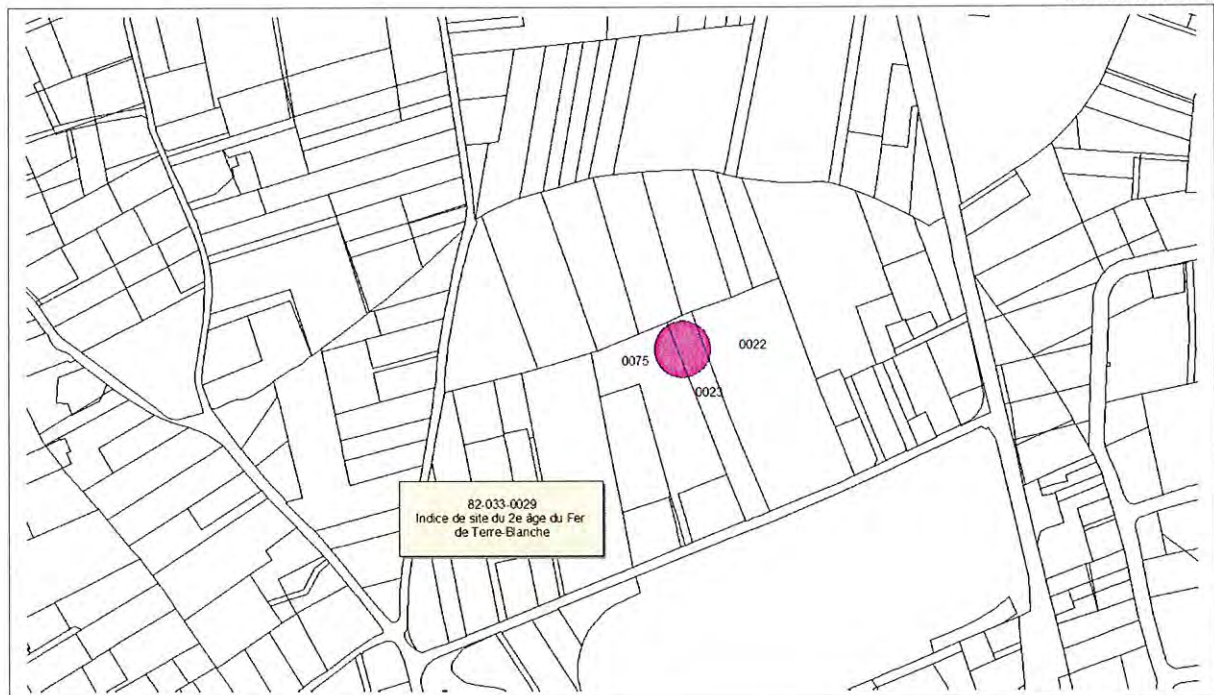 0022
0075
0023
82-033-0029
Indice de site du 2e âge du Fer
de Terre-Blanche